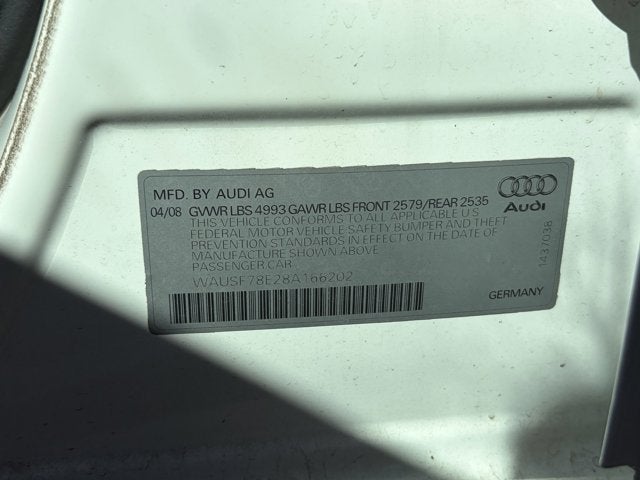 MFD. BY AUDI AG
04/08 GVWR LBS 4993 GAWR LBS FRONT 2579/REAR 2535
THIS VEHICLE CONFORMS TO ALL APPLICABLE U S
FEDERAL MOTOR VEHICLE SAFETY BUMPER AND THEFT
PREVENTION STANDARDS IN EFFECT ON THE DATE OF
MANUFACTURE SHOWN ABOVE
PASSENGER CAR
WAUSF78E28A166202
Audi
1437038
GERMANY